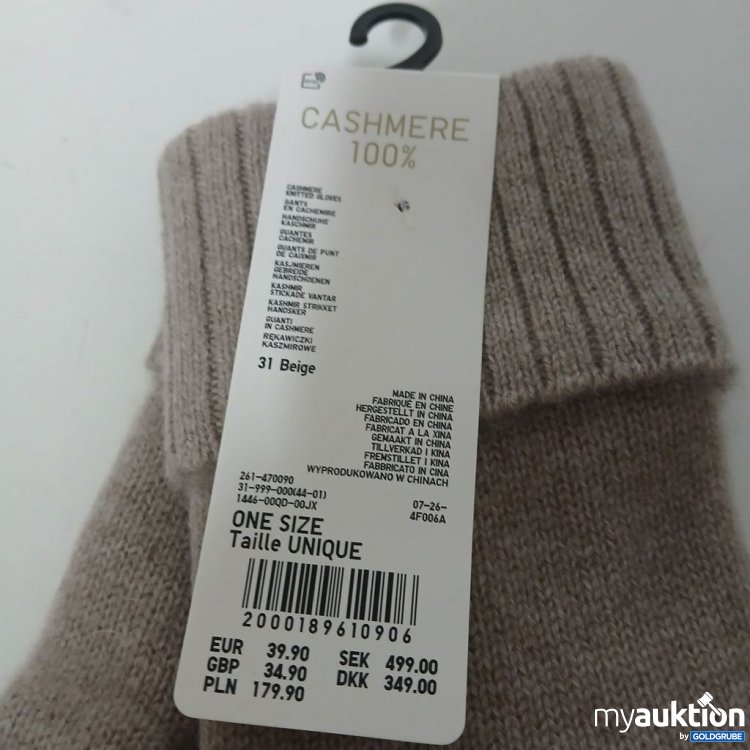 CASHMERE
100%
CASHMERE
KNITTED GLOVES
GANTS
EN CACHEMIRE
HANDSCHUHE
KASCHMIR
GUANTES
CACHEMIR
GUANTS DE PUNT
DE CAIXMIR
KASJMIEREN
GEBREIDE
HANDSCHOENEN
KASHMIR
STICKADE VANTAR
KASHMIR STRIKKET
HANDSKER
GUANTI
IN CASHMERE
RĘKAWICZKI
KASZMIROWE
31 Beige
MADE IN CHINA
FABRIQUÉ EN CHINE
HERGESTELLT IN CHINA
FABRICADO EN CHINA
FABRICAT A LA XINA
GEMAAKT IN CHINA
TILLVERKAD I KINA
FREMSTILLET I KINA
FABBRICATO IN CINA
WYPRODUKOWANO W CHINACH
261-470090
31-999-000(44-01)
1446-00QD-00JX
07-26-
4F006A
ONE SIZE
Taille UNIQUE
2000189610906
EUR 39.90 SEK 499.00
GBP 34.90 DKK 349.00
PLN 179.90
myauktion
by GOLDGRUBE